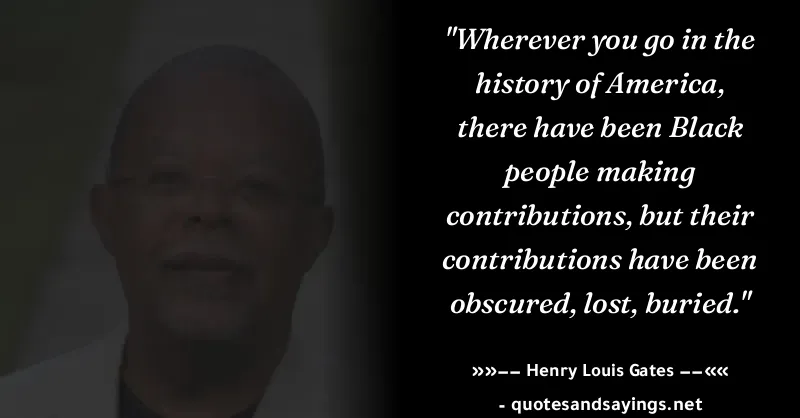 "Wherever you go in the
history of America,
there have been Black
people making
contributions, but their
contributions have been
obscured, lost, buried."
»»−− Henry Louis Gates −−««
- quotesandsayings.net